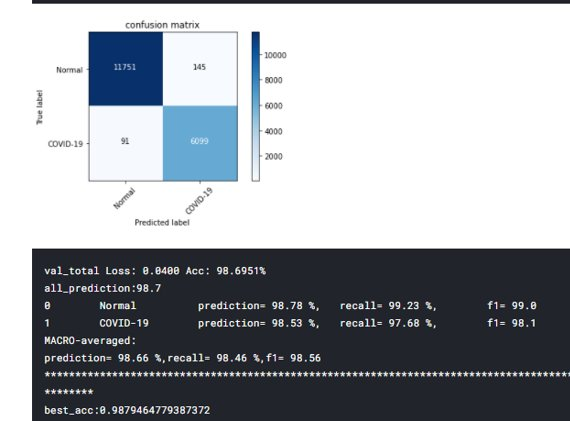 confusion matrix
Normal
COVID-19
True label
11751 145
91 6099
Normal
COVID-19
Predicted label
10000
8000
6000
4000
2000
val_total Loss: 0.0400 Acc: 98.6951%
all_prediction:98.7
0 Normal prediction= 98.78 %, recall= 99.23 %, f1= 99.0
1 COVID-19 prediction= 98.53 %, recall= 97.68 %, f1= 98.1
MACRO-averaged:
prediction= 98.66 %,recall= 98.46 %,f1= 98.56
*************************************************************************************
********
best_acc:0.9879464779387372